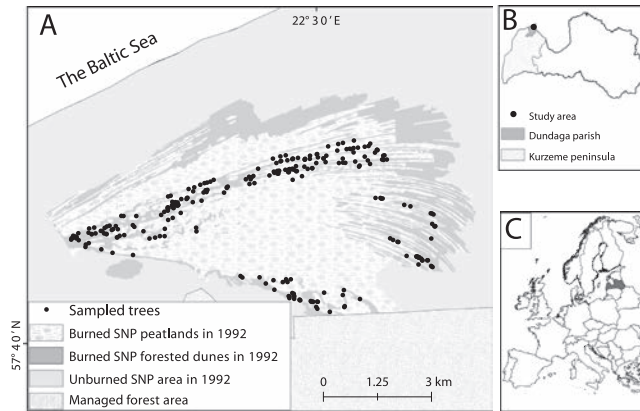 A
22°3 0 ′ E
The Baltic Sea
57° 4 0 ′ N
Sampled trees
Burned SNP peatlands in 1992
Burned SNP forested dunes in 1992
Unburned SNP area in 1992
Managed forest area
0 1.25 3 km
B
Study area
Dundaga parish
Kurzeme peninsula
C